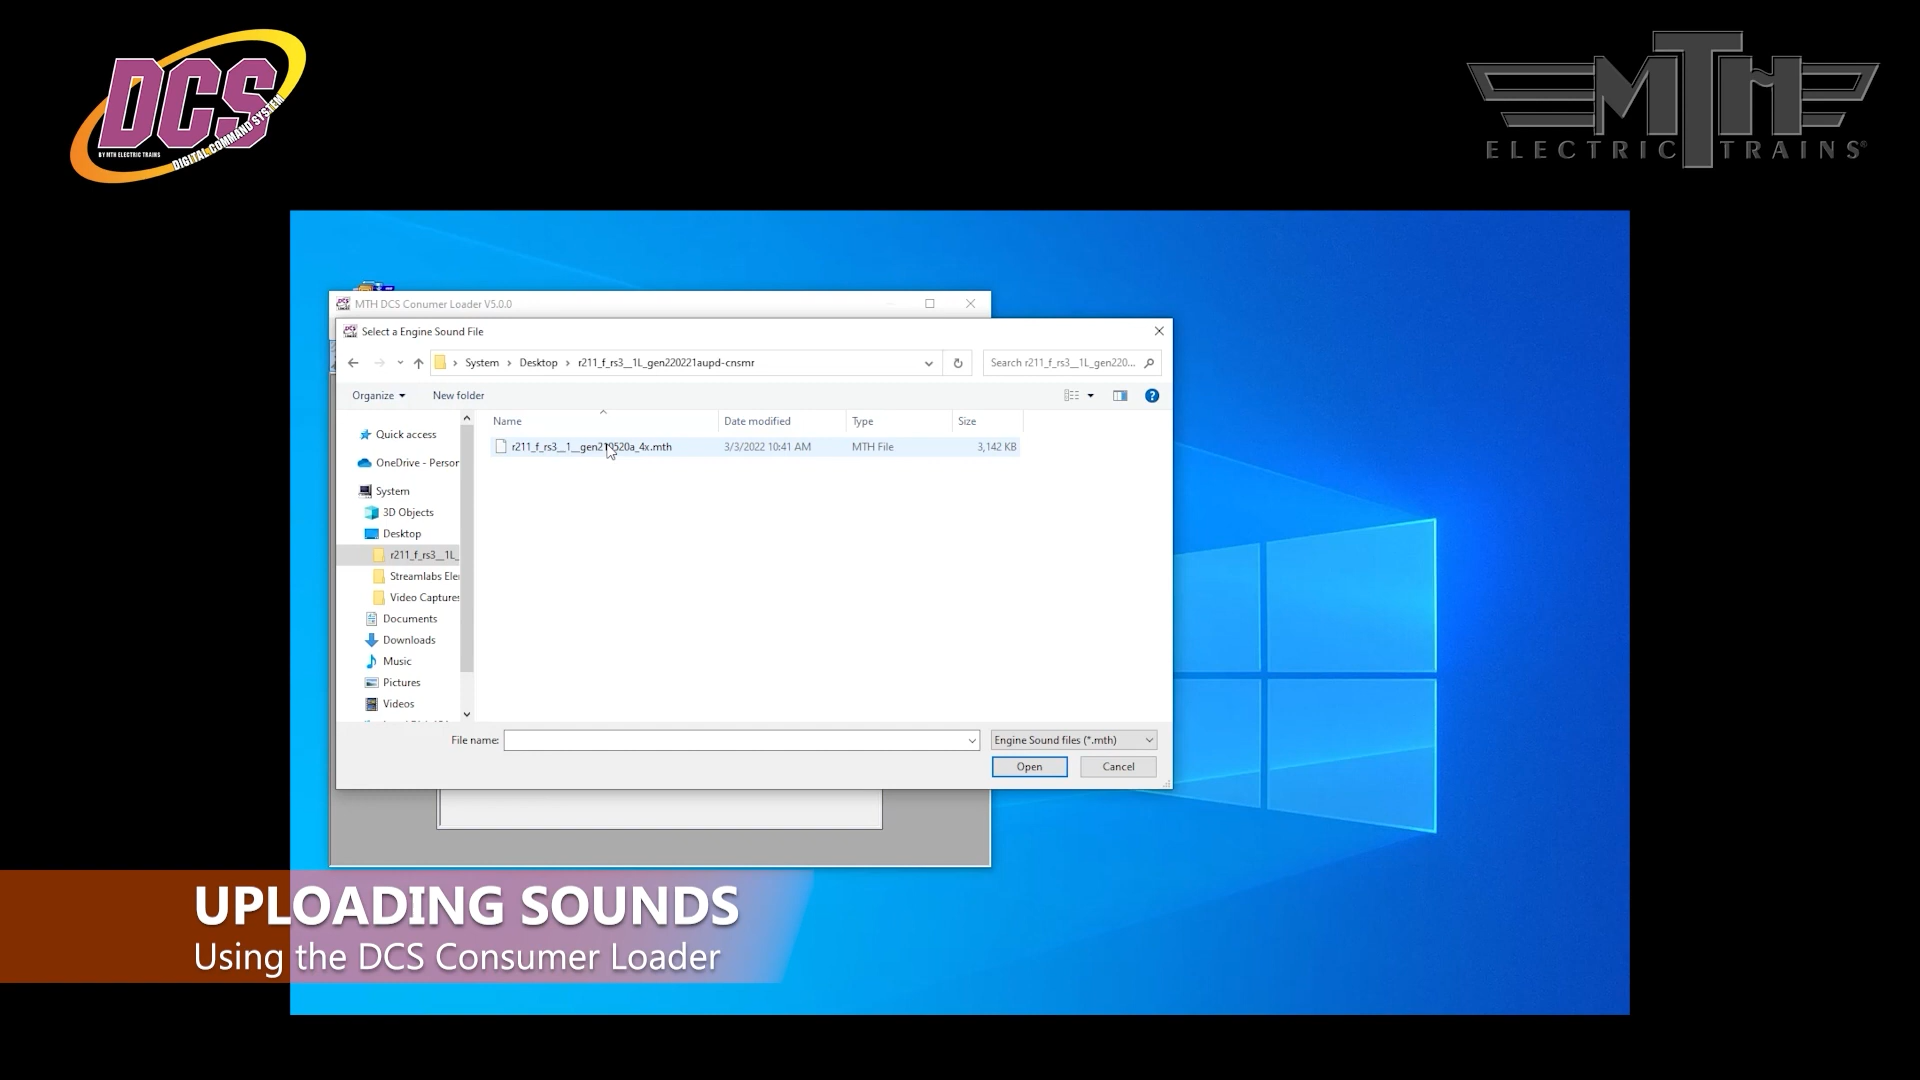 DCS
BY MTH ELECTRIC TRAINS
DIGITAL COMMAND SYSTEM
MTH
ELECTRIC TRAINS®
MTH DCS Conumer Loader V5.0.0
Select a Engine Sound File
System › Desktop › r211_f_rs3__1L_gen220221aupd-cnsmr
Search r211_f_rs3__1L_gen220...
Organize New folder
Name Date modified Type Size
r211_f_rs3__1__gen210520a_4x.mth 3/3/2022 10:41 AM MTH File 3,142 KB
Quick access
OneDrive - Person
System
3D Objects
Desktop
r211_f_rs3__1L_
Streamlabs Ele
Video Captures
Documents
Downloads
Music
Pictures
Videos
File name: Engine Sound files (*.mth)
Open Cancel
UPLOADING SOUNDS
Using the DCS Consumer Loader